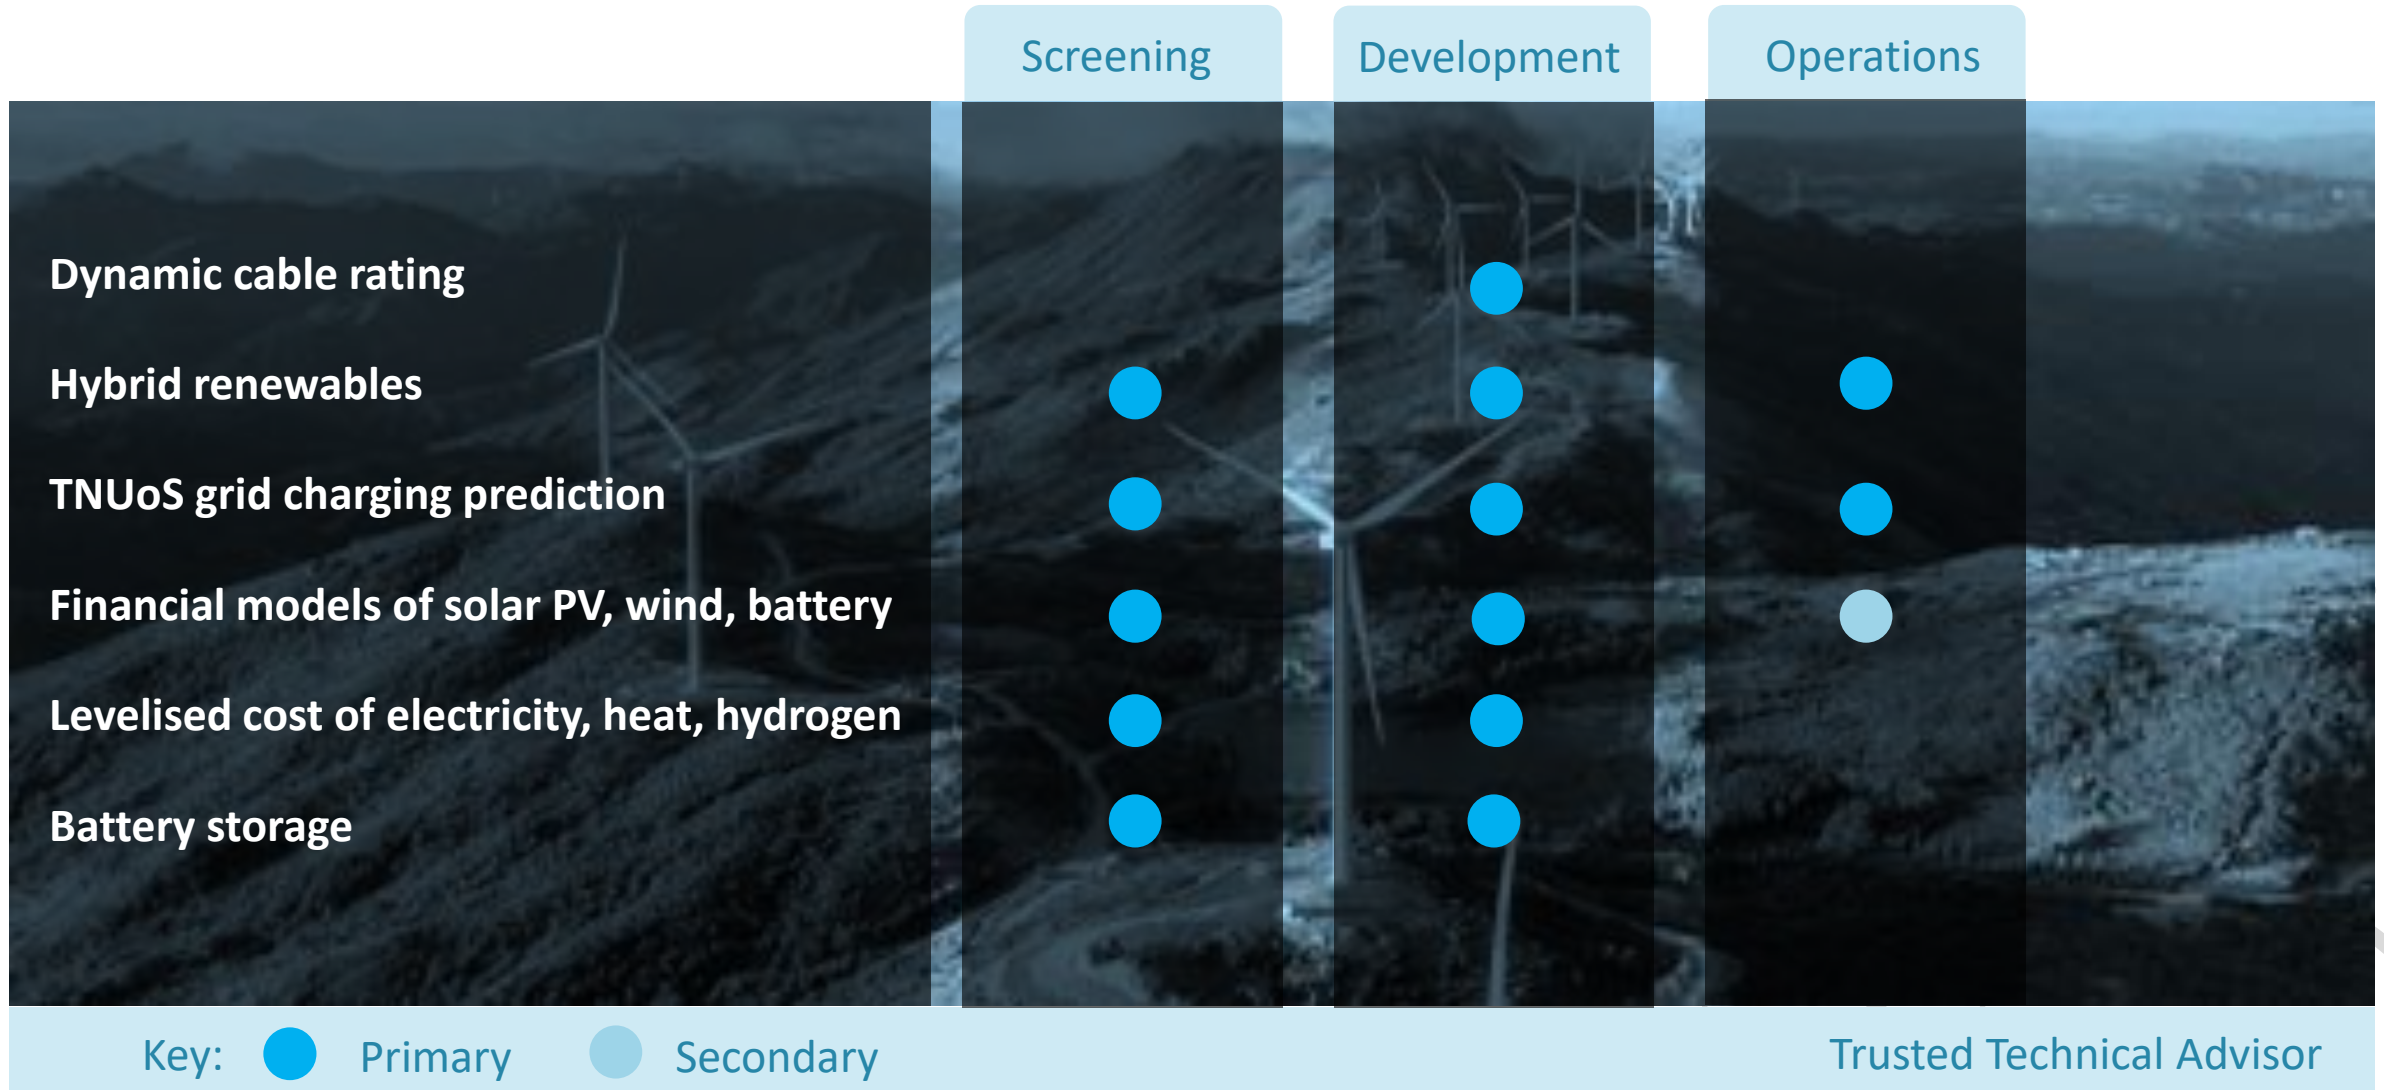 Screening
Development
Operations
Dynamic cable rating
Hybrid renewables
TNUoS grid charging prediction
Financial models of solar PV, wind, battery
Levelised cost of electricity, heat, hydrogen
Battery storage
Key:
Primary
Secondary
Trusted Technical Advisor